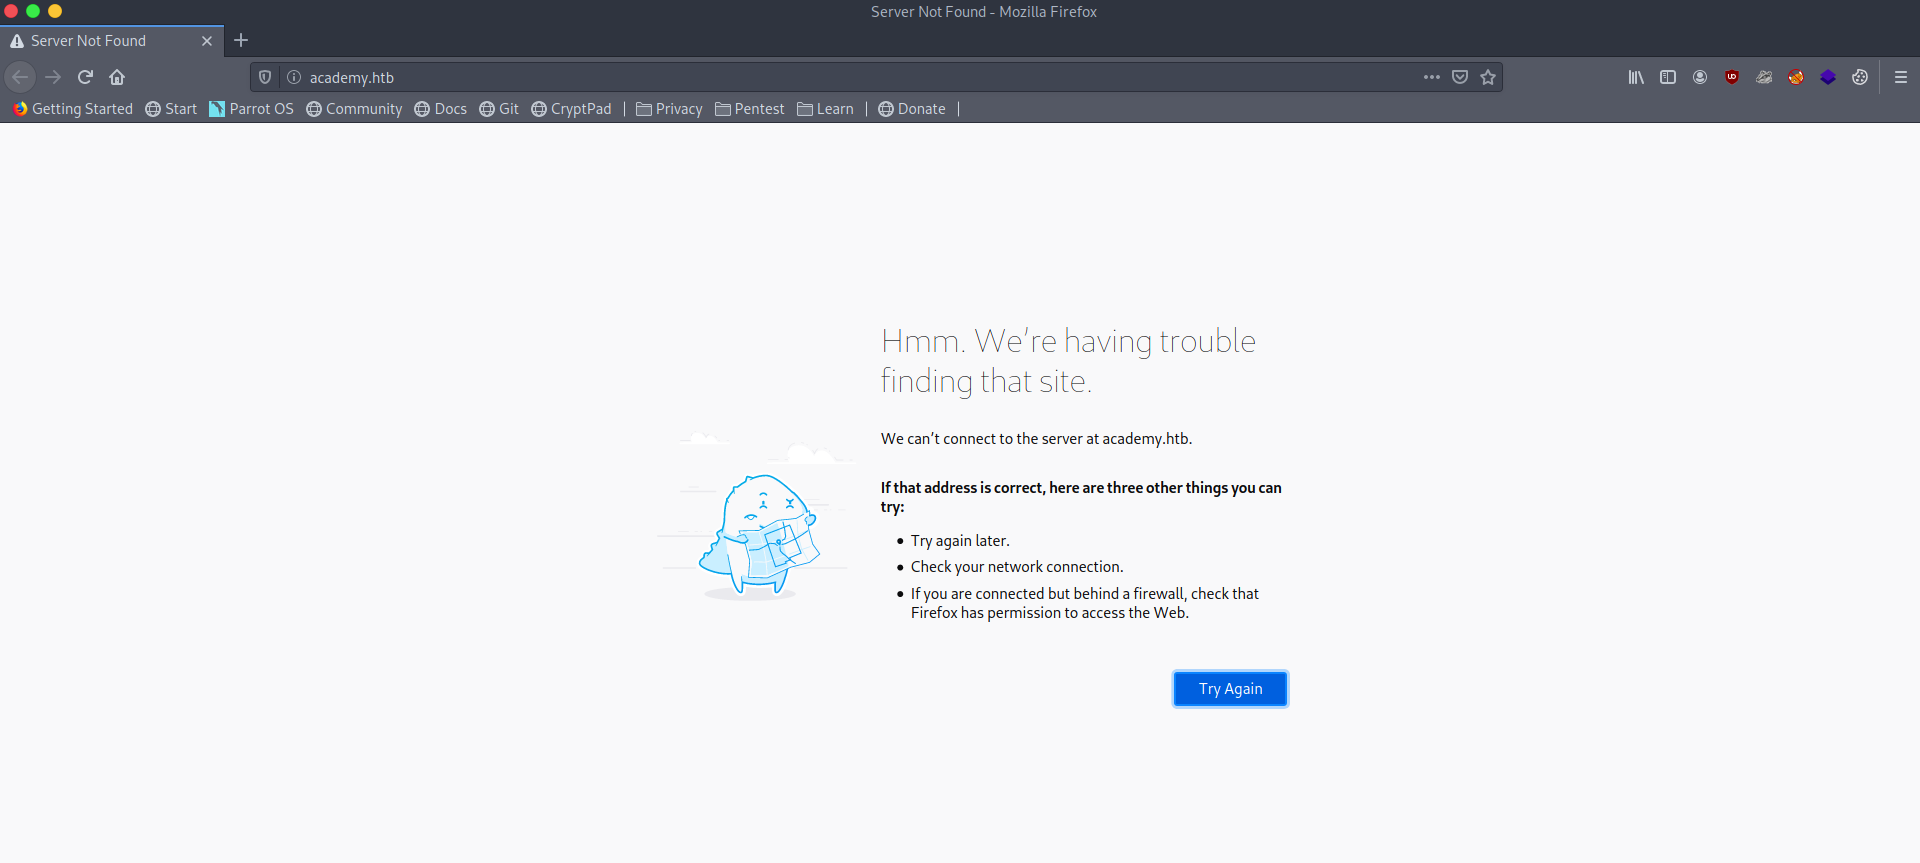 Server Not Found - Mozilla Firefox
Server Not Found
academy.htb
Getting Started Start Parrot OS Community Docs Git CryptPad | Privacy Pentest Learn | Donate |
Hmm. We're having trouble
finding that site.
We can't connect to the server at academy.htb.
If that address is correct, here are three other things you can
try:
• Try again later.
• Check your network connection.
• If you are connected but behind a firewall, check that
Firefox has permission to access the Web.
Try Again